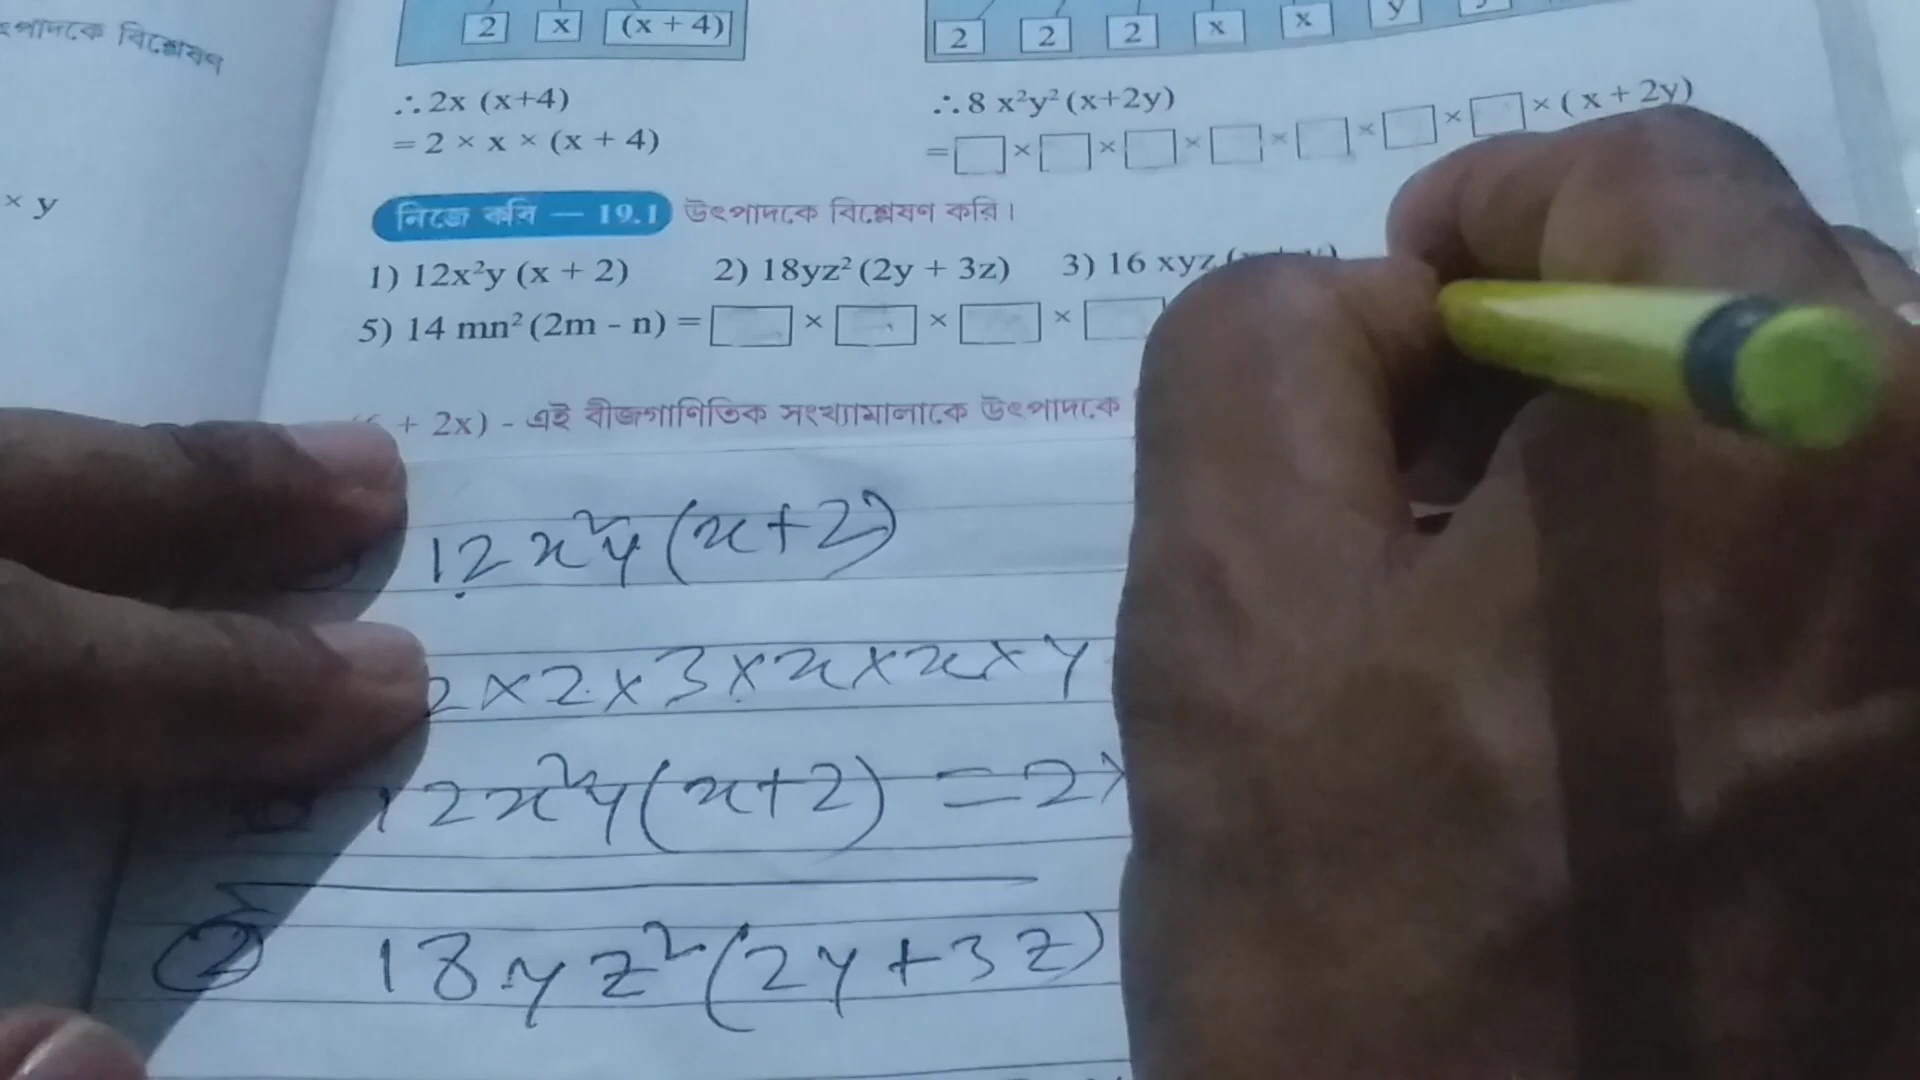 ৎপাদকে বিশ্লেষণ
× y
2 x (x + 4)
2 2 2 x x y
∴ 2x (x+4)
= 2 × x × (x + 4)
∴ 8 x²y² (x+2y)
= □ × □ × □ × □ × □ × □ × □ × (x + 2y)
নিজে করি — 19.1 উৎপাদকে বিশ্লেষণ করি।
1) 12x²y (x + 2) 2) 18yz² (2y + 3z) 3) 16 xyz
5) 14 mn² (2m - n) = □ × □ × □ × □
+ 2x) - এই বীজগাণিতিক সংখ্যামালাকে উৎপাদকে
12x²y (x+2)
2×2×3×x×x×y
12x²y(x+2) = 2×
② 18yz²(2y+3z)